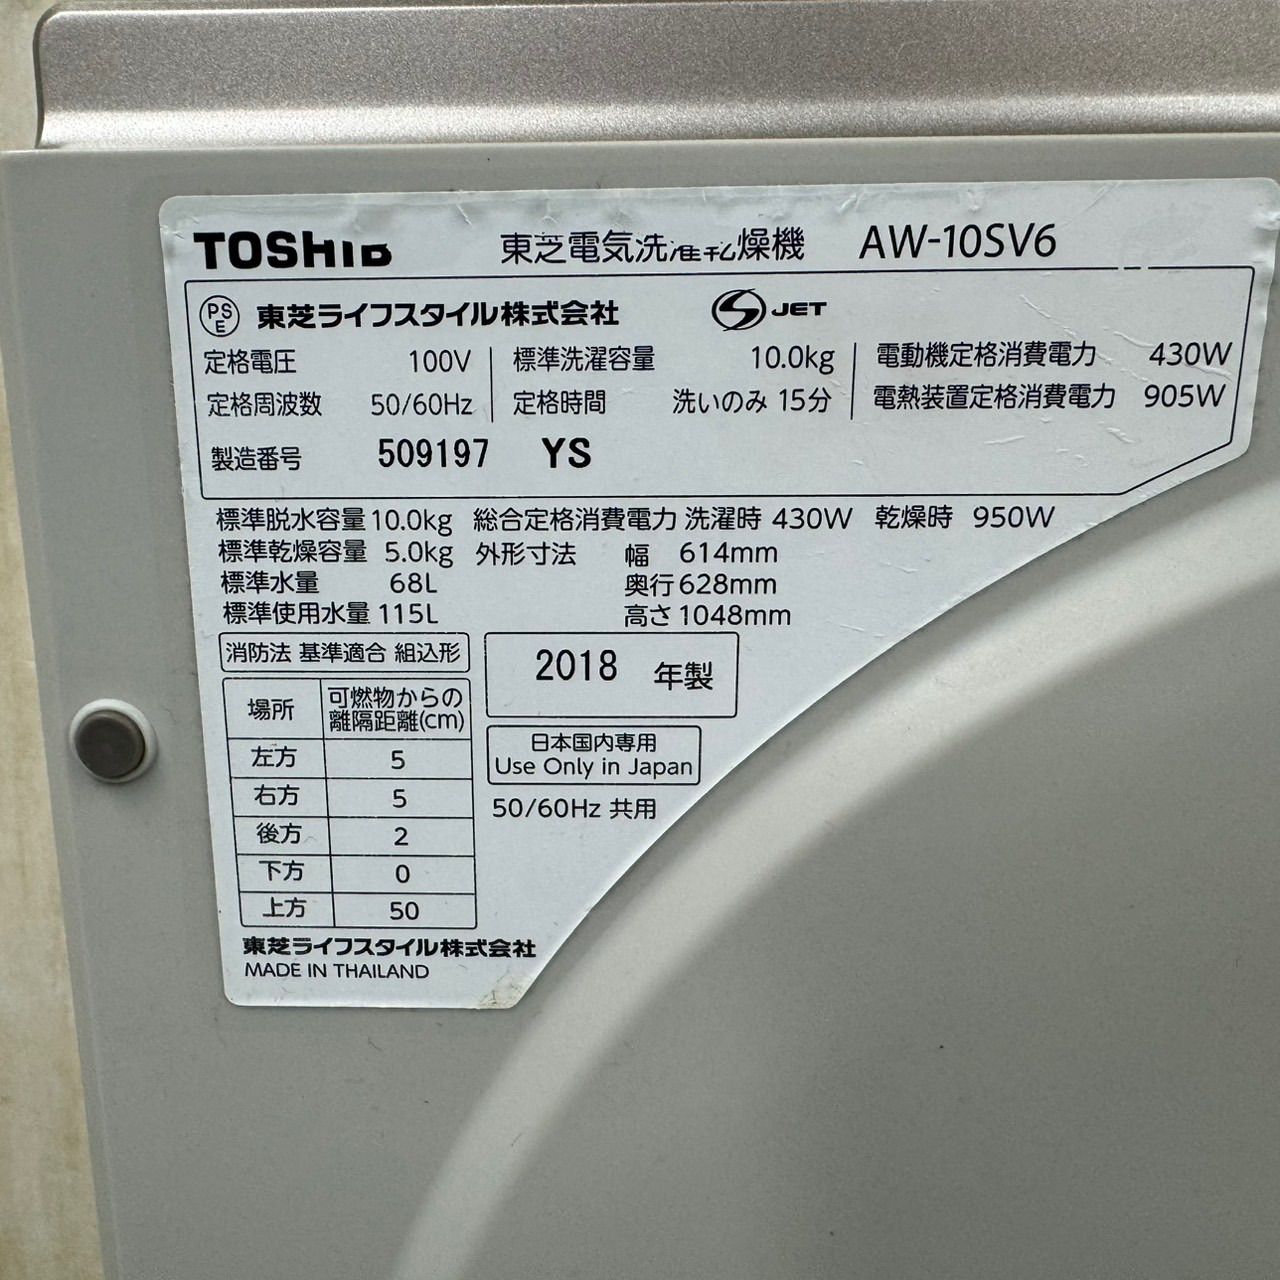 TOSHIB 東芝電気洗濯乾燥機 AW-10SV6
PSE 東芝ライフスタイル株式会社 S JET
定格電圧 100V 標準洗濯容量 10.0kg 電動機定格消費電力 430W
定格周波数 50/60Hz 定格時間 洗いのみ 15分 電熱装置定格消費電力 905W
製造番号 509197 YS
標準脱水容量 10.0kg 総合定格消費電力 洗濯時 430W 乾燥時 950W
標準乾燥容量 5.0kg 外形寸法 幅 614mm
標準水量 68L 奥行 628mm
標準使用水量 115L 高さ 1048mm
消防法 基準適合 組込形
2018 年製
場所 可燃物からの離隔距離(cm)
左方 5
右方 5
後方 2
下方 0
上方 50
日本国内専用
Use Only in Japan
50/60Hz 共用
東芝ライフスタイル株式会社
MADE IN THAILAND